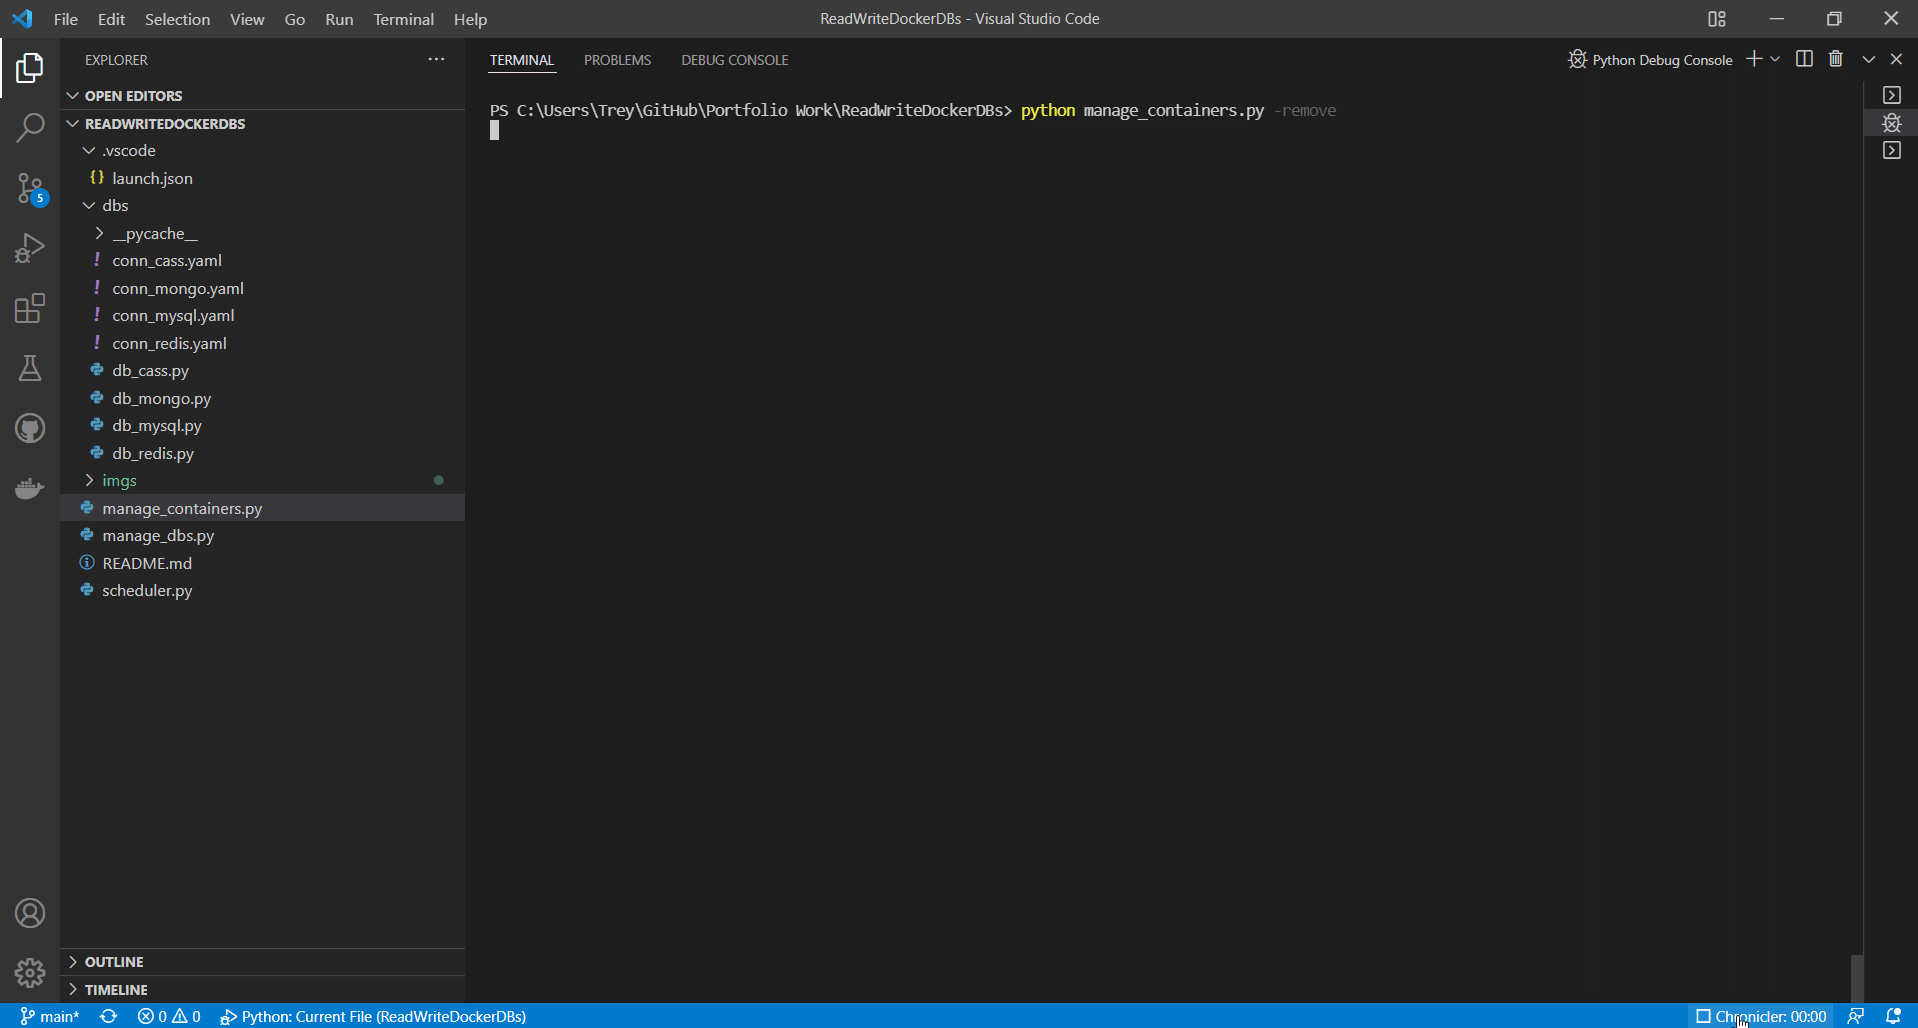 File Edit Selection View Go Run Terminal Help
ReadWriteDockerDBs - Visual Studio Code
EXPLORER
OPEN EDITORS
READWRITEDOCKERDBS
.vscode
{} launch.json
dbs
__pycache__
! conn_cass.yaml
! conn_mongo.yaml
! conn_mysql.yaml
! conn_redis.yaml
db_cass.py
db_mongo.py
db_mysql.py
db_redis.py
imgs
manage_containers.py
manage_dbs.py
README.md
scheduler.py
OUTLINE
TIMELINE
5
TERMINAL PROBLEMS DEBUG CONSOLE
Python Debug Console
PS C:\Users\Trey\GitHub\Portfolio Work\ReadWriteDockerDBs> python manage_containers.py -remove
main* 0 0 Python: Current File (ReadWriteDockerDBs)
Chronicler: 00:00